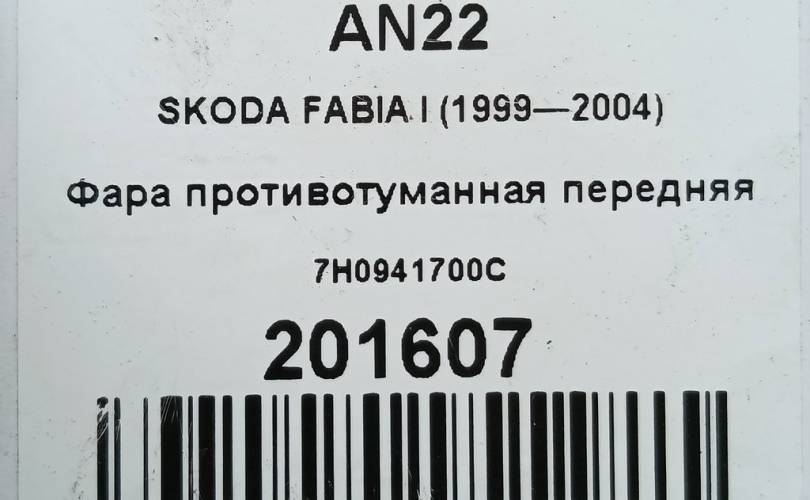 AN22
SKODA FABIA I (1999—2004)
Фара противотуманная передняя
7H0941700C
201607